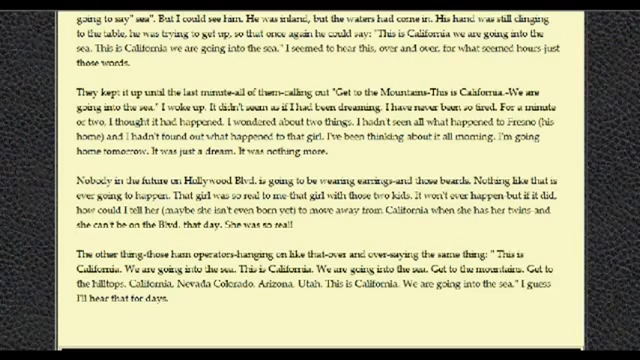 going to say" sea". But I could see him. He was inland, but the waters had come in. His hand was still clinging
to the table, he was trying to get up, so that once again he could say: "This is California we are going into the
sea. This is California we are going into the sea." I seemed to hear this, over and over, for what seemed hours-just
those words.
They kept it up until the last minute-all of them-calling out "Get to the Mountains-This is California.-We are
going into the sea." I woke up. It didn't seem as if I had been dreaming. I have never been so tired. For a minute
or two, I thought it had happened. I wondered about two things. I hadn't seen all what happened to Fresno (his
home) and I hadn't found out what happened to that girl. I've been thinking about it all morning. I'm going
home tomorrow. It was just a dream. It was nothing more.
Nobody in the future on Hollywood Blvd. is going to be wearing earrings-and those beards. Nothing like that is
ever going to happen. That girl was so real to me-that girl with those two kids. It won't ever happen-but if it did,
how could I tell her (maybe she isn't even born yet) to move away from California when she has her twins-and
she can't be on the Blvd. that day. She was so real!
The other thing-those ham operators-hanging on like that-over and over-saying the same thing: " This is
California. We are going into the sea. This is California. We are going into the sea. Get to the mountains. Get to
the hilltops. California, Nevada Colorado, Arizona, Utah. This is California. We are going into the sea." I guess
I'll hear that for days.